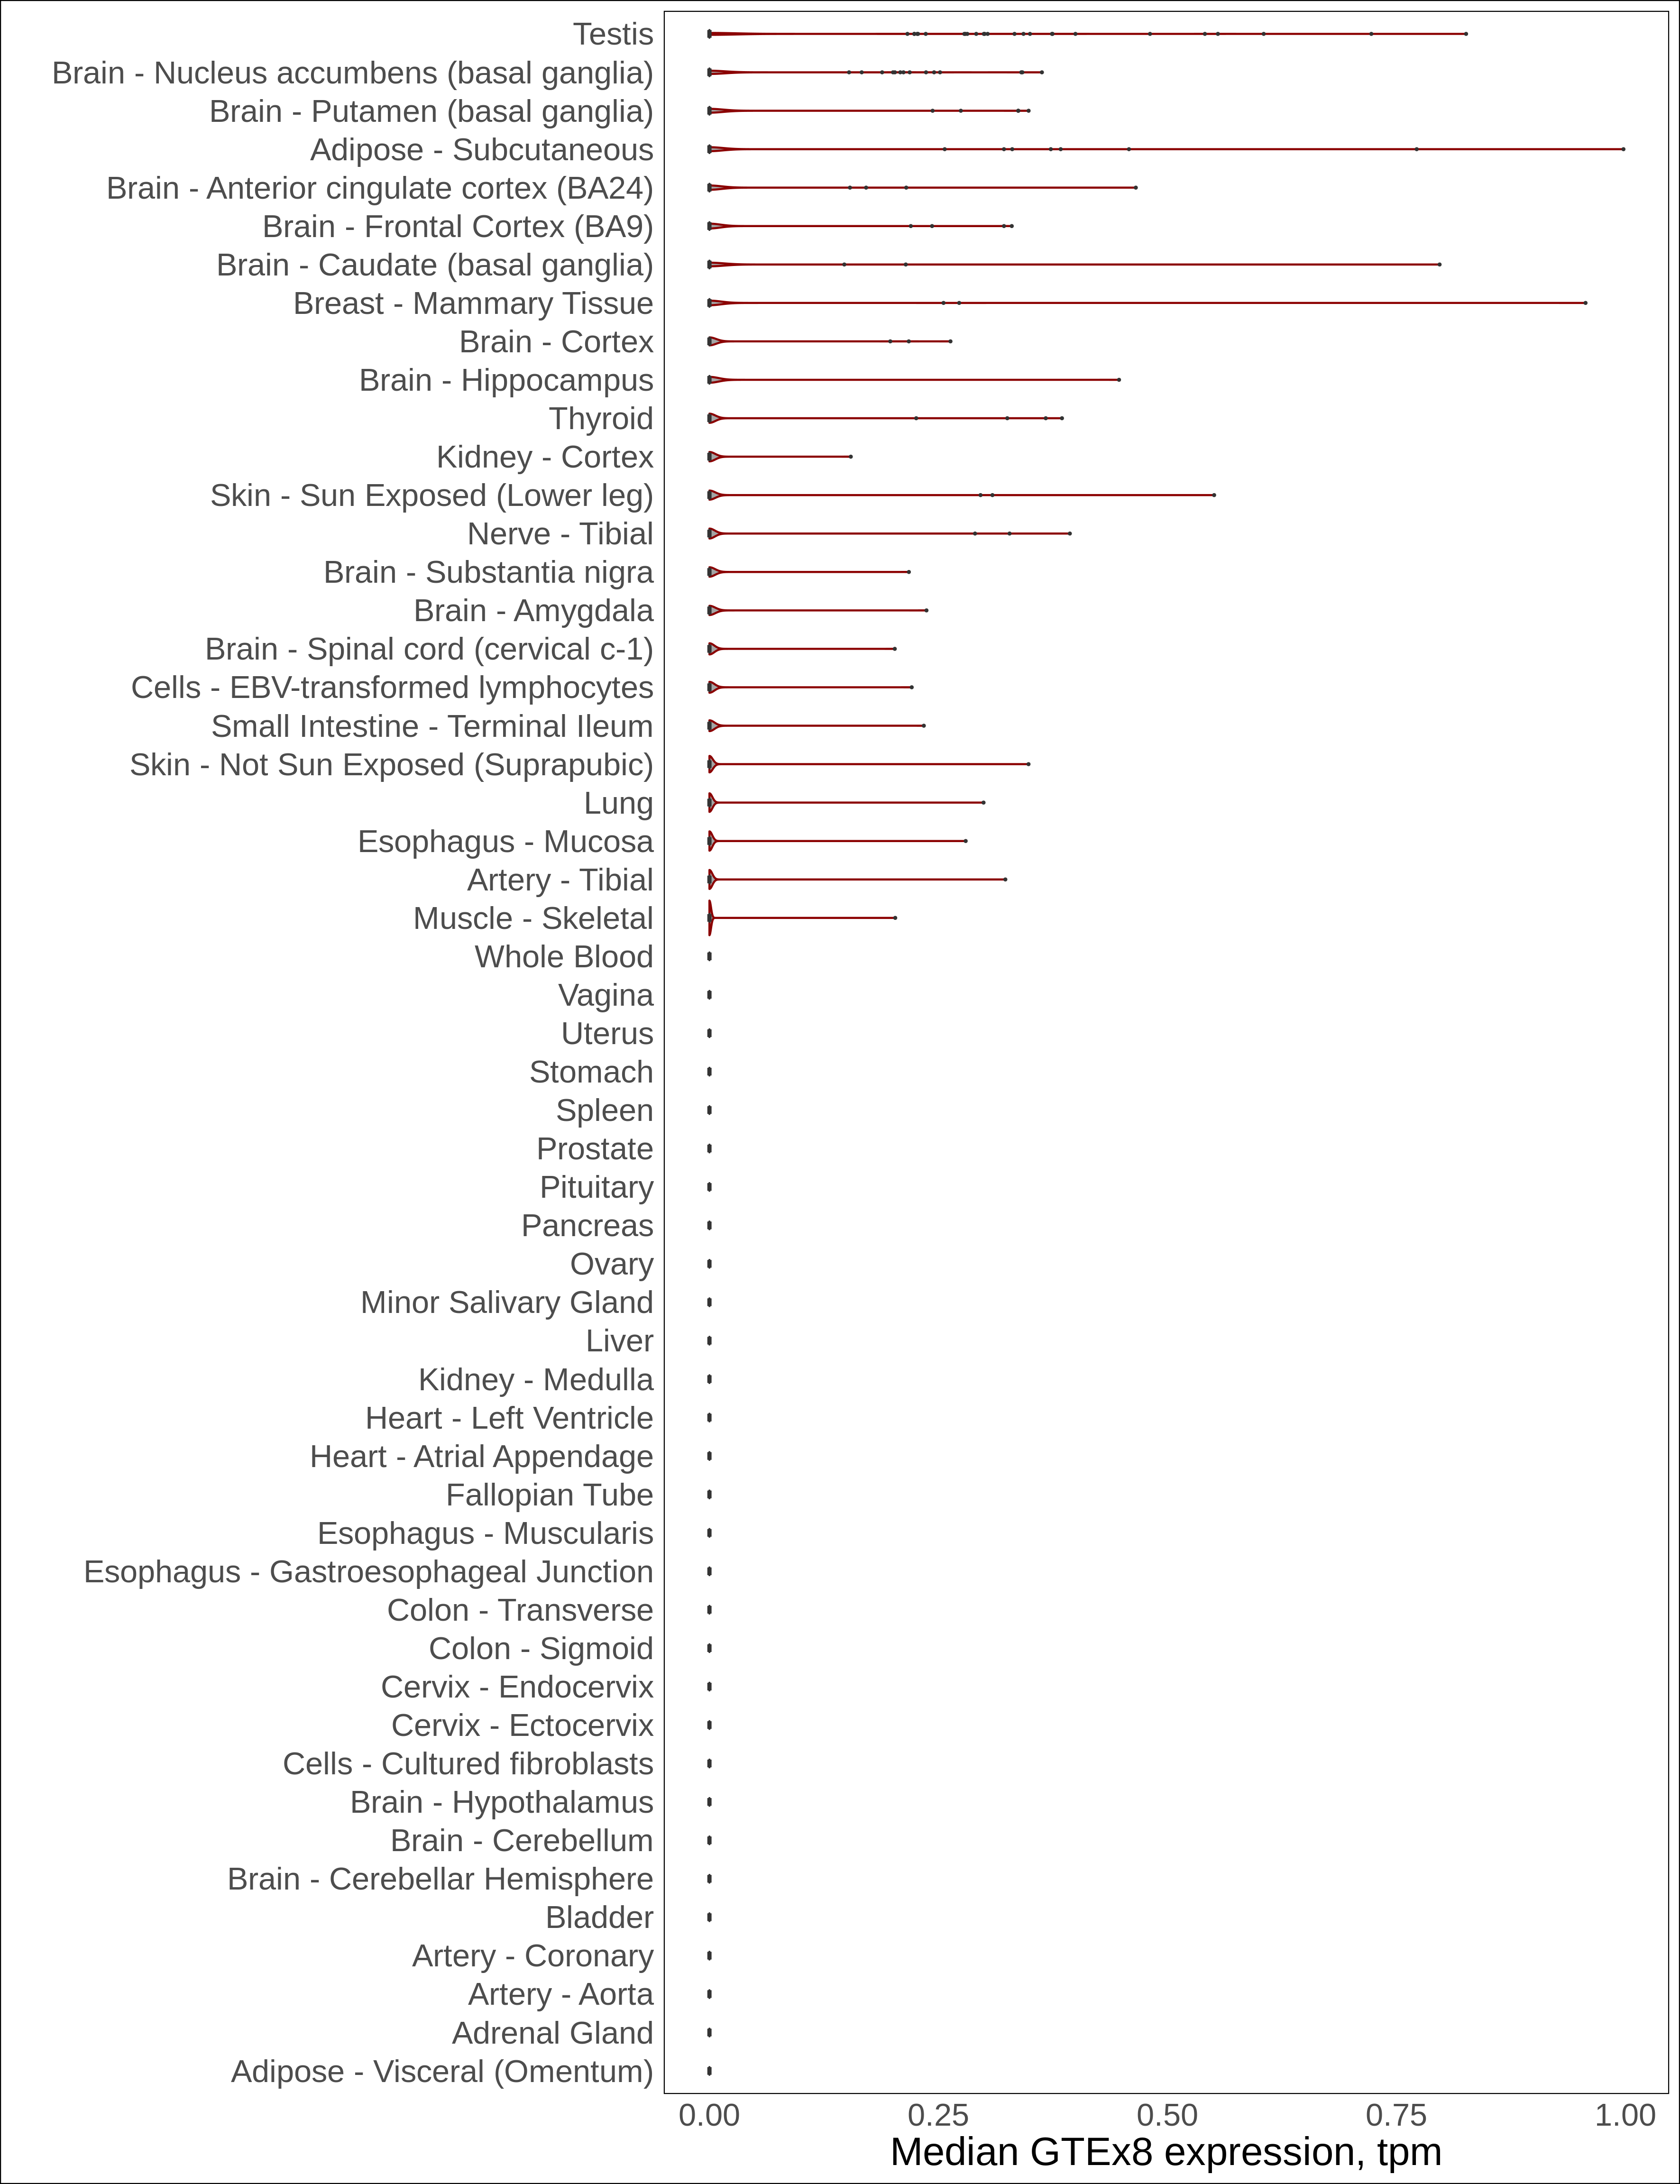 Testis
Brain - Nucleus accumbens (basal ganglia)
Brain - Putamen (basal ganglia)
Adipose - Subcutaneous
Brain - Anterior cingulate cortex (BA24)
Brain - Frontal Cortex (BA9)
Brain - Caudate (basal ganglia)
Breast - Mammary Tissue
Brain - Cortex
Brain - Hippocampus
Thyroid
Kidney - Cortex
Skin - Sun Exposed (Lower leg)
Nerve - Tibial
Brain - Substantia nigra
Brain - Amygdala
Brain - Spinal cord (cervical c-1)
Cells - EBV-transformed lymphocytes
Small Intestine - Terminal Ileum
Skin - Not Sun Exposed (Suprapubic)
Lung
Esophagus - Mucosa
Artery - Tibial
Muscle - Skeletal
Whole Blood
Vagina
Uterus
Stomach
Spleen
Prostate
Pituitary
Pancreas
Ovary
Minor Salivary Gland
Liver
Kidney - Medulla
Heart - Left Ventricle
Heart - Atrial Appendage
Fallopian Tube
Esophagus - Muscularis
Esophagus - Gastroesophageal Junction
Colon - Transverse
Colon - Sigmoid
Cervix - Endocervix
Cervix - Ectocervix
Cells - Cultured fibroblasts
Brain - Hypothalamus
Brain - Cerebellum
Brain - Cerebellar Hemisphere
Bladder
Artery - Coronary
Artery - Aorta
Adrenal Gland
Adipose - Visceral (Omentum)
0.00 0.25 0.50 0.75 1.00
Median GTEx8 expression, tpm